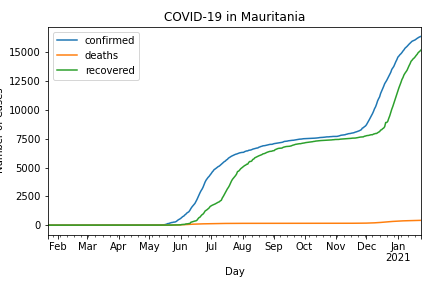 COVID-19 in Mauritania
confirmed
deaths
recovered
15000
12500
10000
7500
5000
2500
0
Feb Mar Apr May Jun Jul Aug Sep Oct Nov Dec Jan
2021
Day